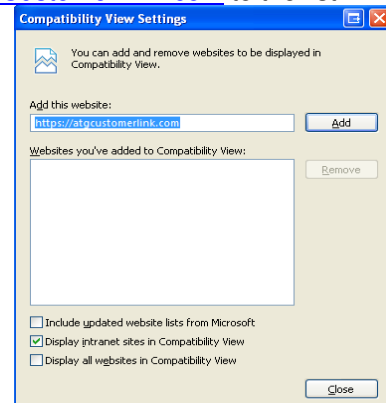 Compatibility View Settings
You can add and remove websites to be displayed in
Compatibility View.
Add this website:
https://atgcustomerlink.com
Add
Websites you've added to Compatibility View:
Remove
Include updated website lists from Microsoft
Display intranet sites in Compatibility View
Display all websites in Compatibility View
Close